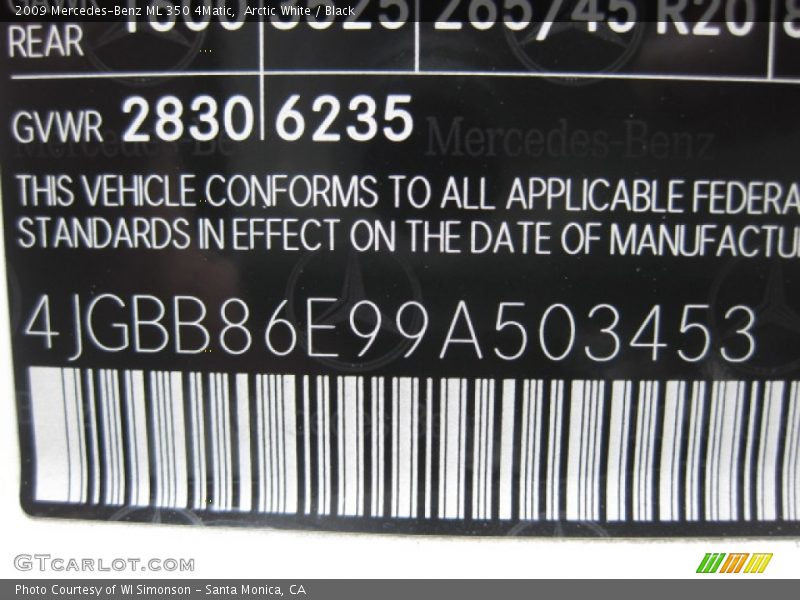 2009 Mercedes-Benz ML 350 4Matic, Arctic White / Black
REAR 265/45 R20
GVWR 2830 6235
Mercedes-Benz
THIS VEHICLE CONFORMS TO ALL APPLICABLE FEDERA
STANDARDS IN EFFECT ON THE DATE OF MANUFACTU
4JGBB86E99A503453
GTCARLOT.COM
Photo Courtesy of WI Simonson - Santa Monica, CA